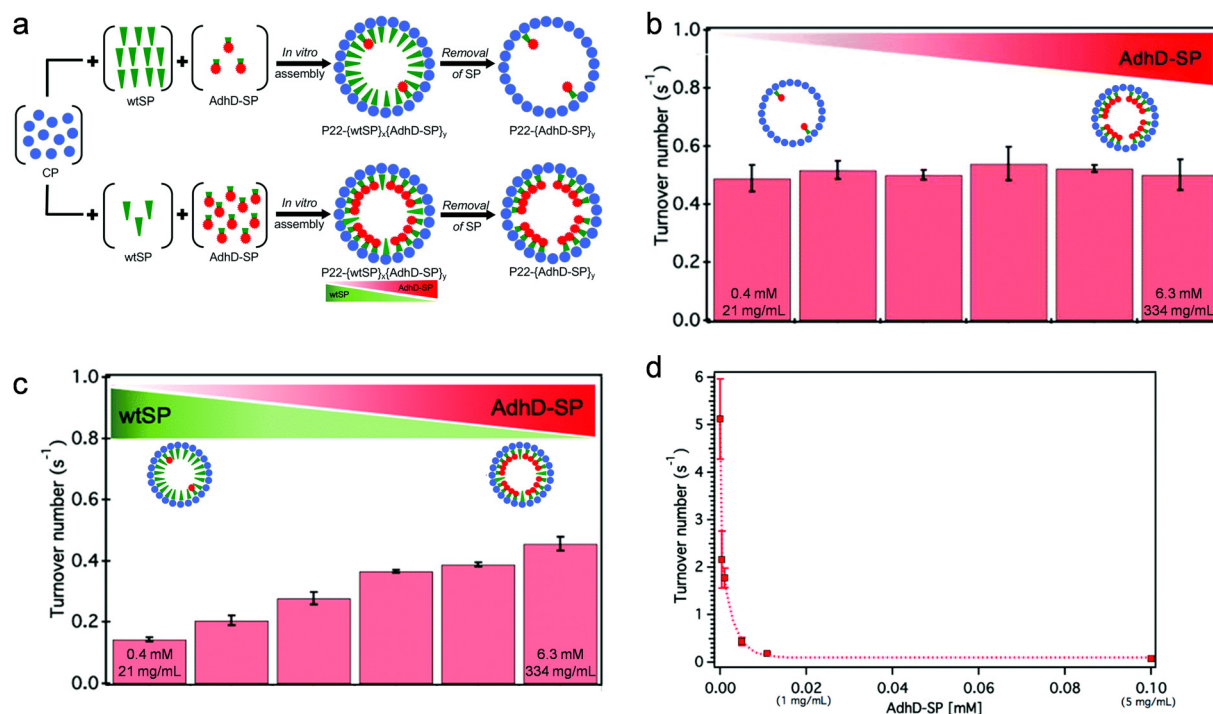 a
CP
+
wtSP
+
AdhD-SP
In vitro
assembly
P22-{wtSP}x{AdhD-SP}y
Removal
of SP
P22-{AdhD-SP}y
+
wtSP
+
AdhD-SP
In vitro
assembly
P22-{wtSP}x{AdhD-SP}y
wtSP
AdhD-SP
Removal
of SP
P22-{AdhD-SP}y
b
Turnover number (s-1)
1.0
0.8
0.6
0.4
0.2
0.0
AdhD-SP
0.4 mM
21 mg/mL
6.3 mM
334 mg/mL
c
Turnover number (s-1)
1.0
0.8
0.6
0.4
0.2
0.0
wtSP
AdhD-SP
0.4 mM
21 mg/mL
6.3 mM
334 mg/mL
d
Turnover number (s-1)
6
5
4
3
2
1
0
0.00
0.02
0.04
0.06
0.08
0.10
(1 mg/mL)
(5 mg/mL)
AdhD-SP [mM]